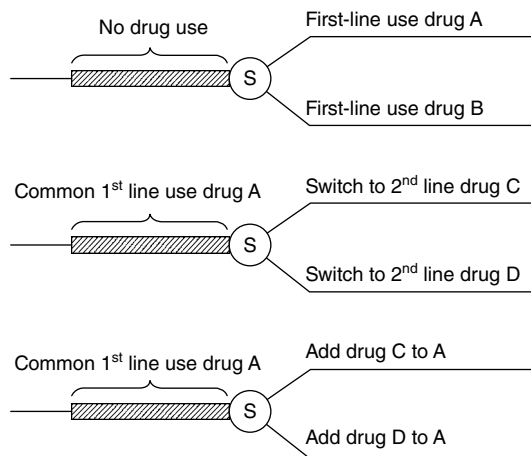 No drug use
First-line use drug A
S
First-line use drug B
Common 1st line use drug A
Switch to 2nd line drug C
S
Switch to 2nd line drug D
Common 1st line use drug A
Add drug C to A
S
Add drug D to A